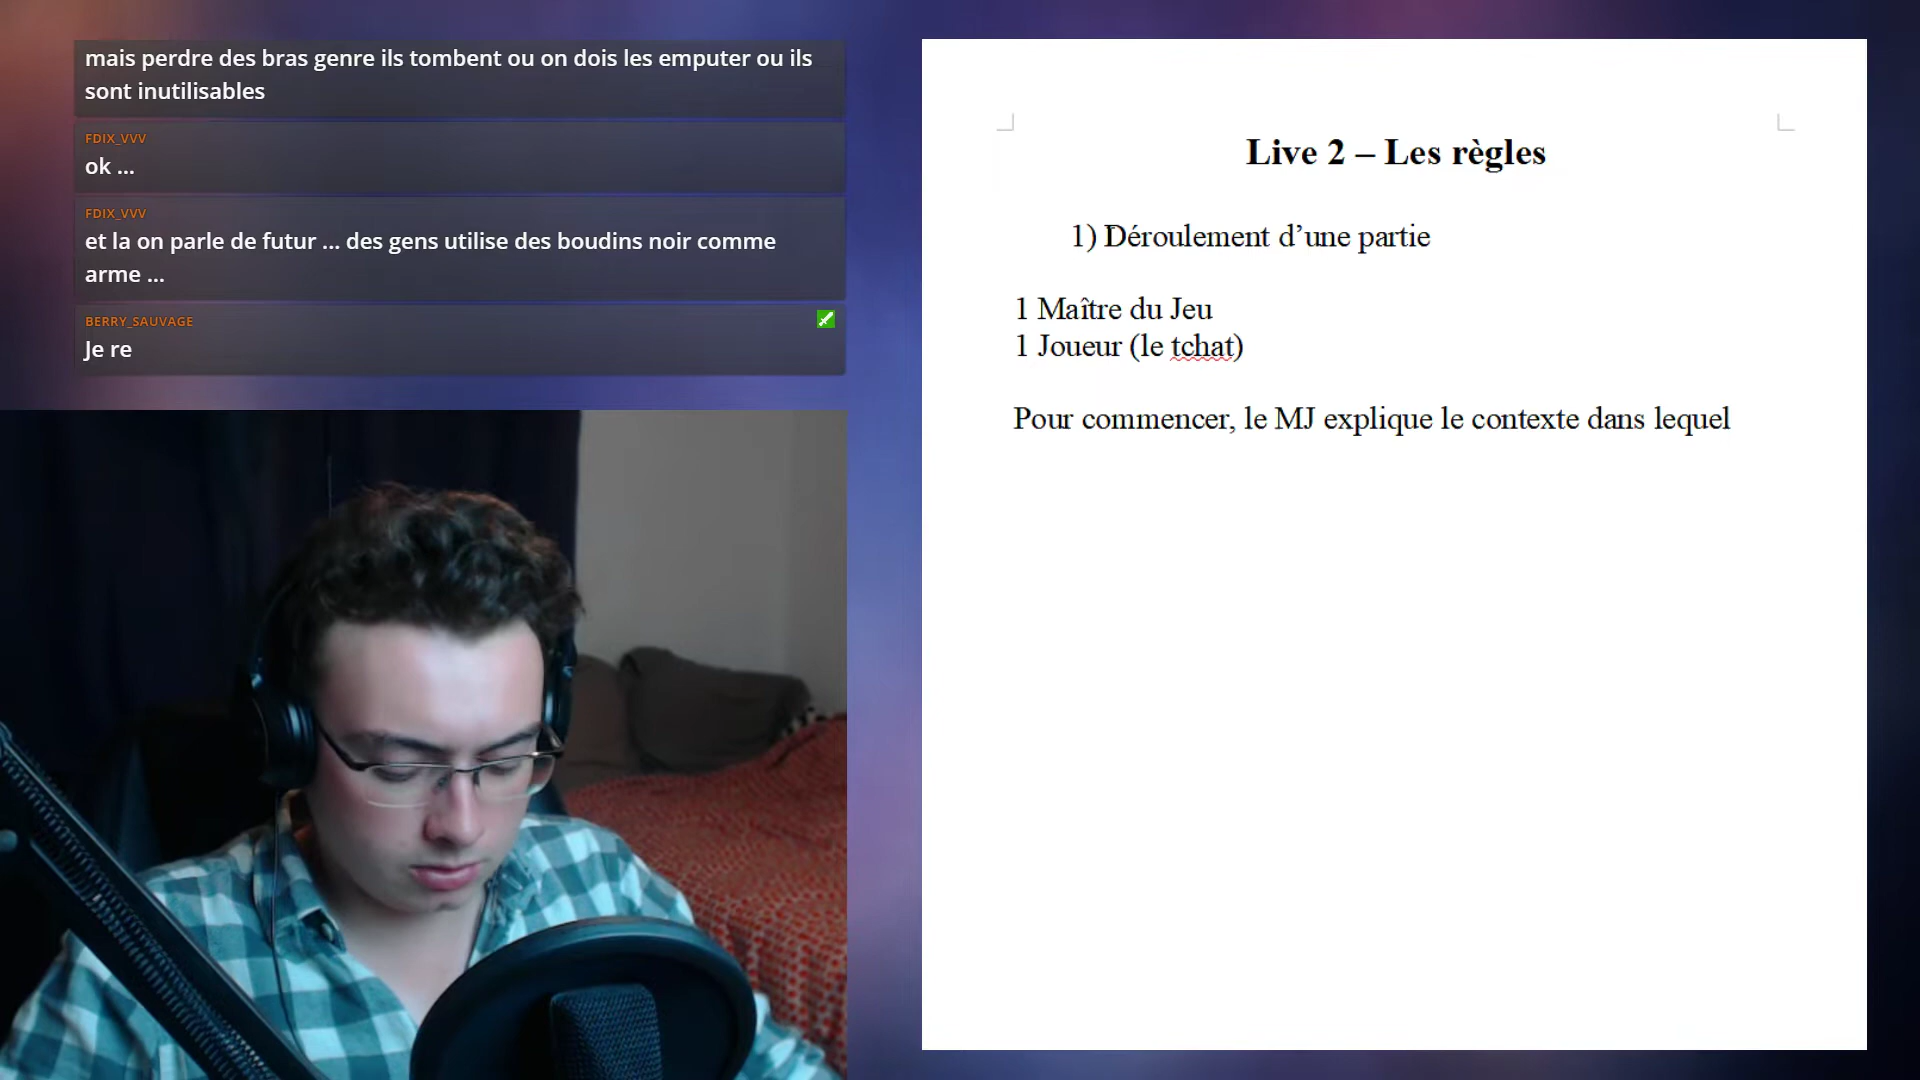 mais perdre des bras genre ils tombent ou on dois les emputer ou ils
sont inutilisables
FDIX_VVV
ok ...
FDIX_VVV
et la on parle de futur ... des gens utilise des boudins noir comme
arme ...
BERRY_SAUVAGE
Je re
Live 2 – Les règles
1) Déroulement d’une partie
1 Maître du Jeu
1 Joueur (le tchat)
Pour commencer, le MJ explique le contexte dans lequel